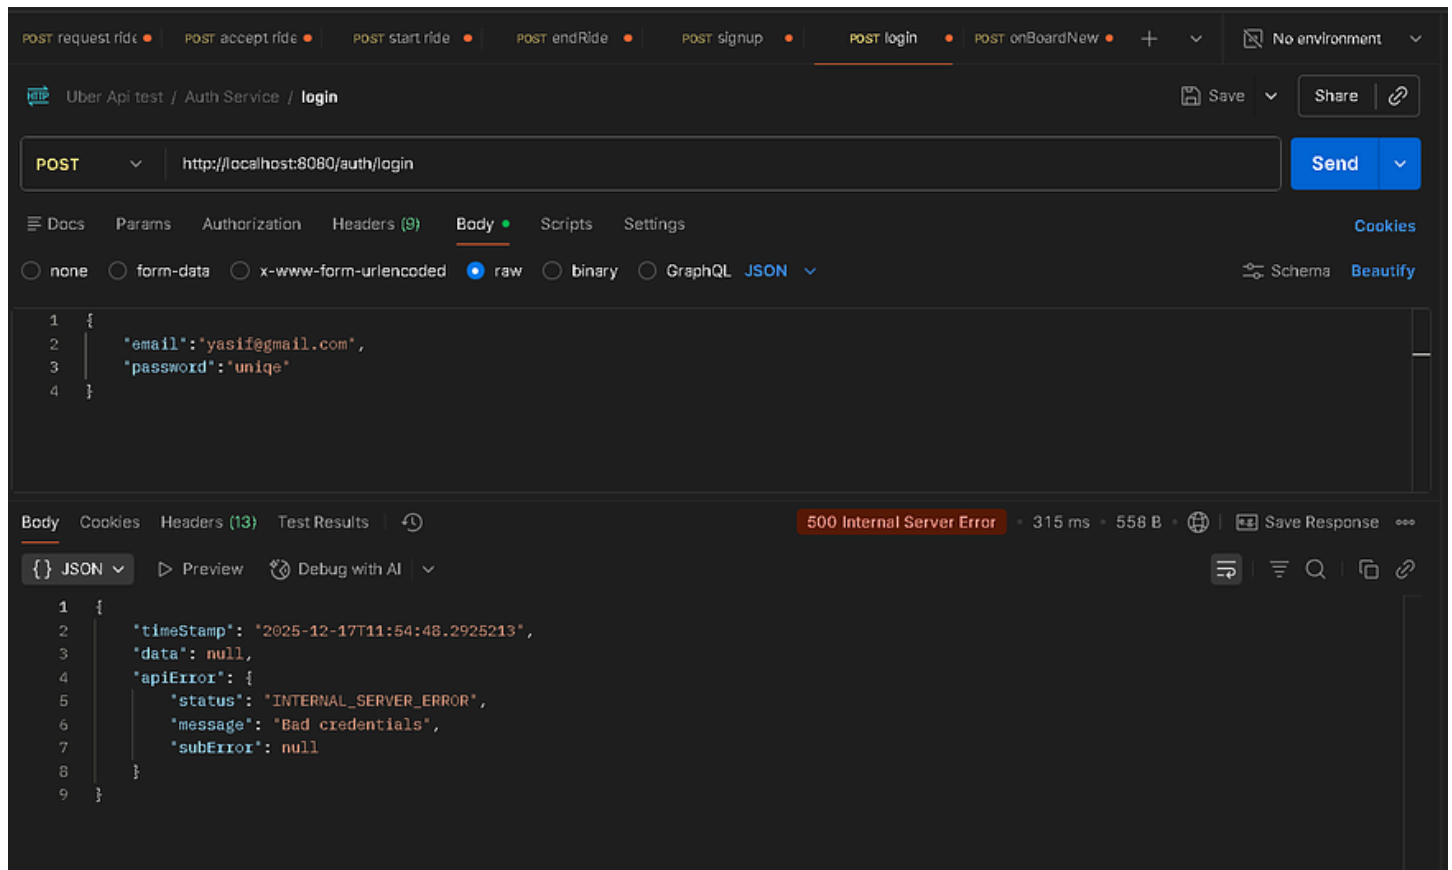 POST request ride POST accept ride POST start ride POST endRide POST signup POST login POST onBoardNew No environment
HTTP Uber Api test / Auth Service / login Save Share
POST http://localhost:8080/auth/login Send
Docs Params Authorization Headers (9) Body Scripts Settings Cookies
none form-data x-www-form-urlencoded raw binary GraphQL JSON Schema Beautify
1 {
2 "email":"yasif@gmail.com",
3 "password":"uniqe"
4 }
Body Cookies Headers (13) Test Results 500 Internal Server Error • 315 ms • 558 B • Save Response
{} JSON Preview Debug with AI
1 {
2 "timeStamp": "2025-12-17T11:54:48.2925213",
3 "data": null,
4 "apiError": {
5 "status": "INTERNAL_SERVER_ERROR",
6 "message": "Bad credentials",
7 "subError": null
8 }
9 }